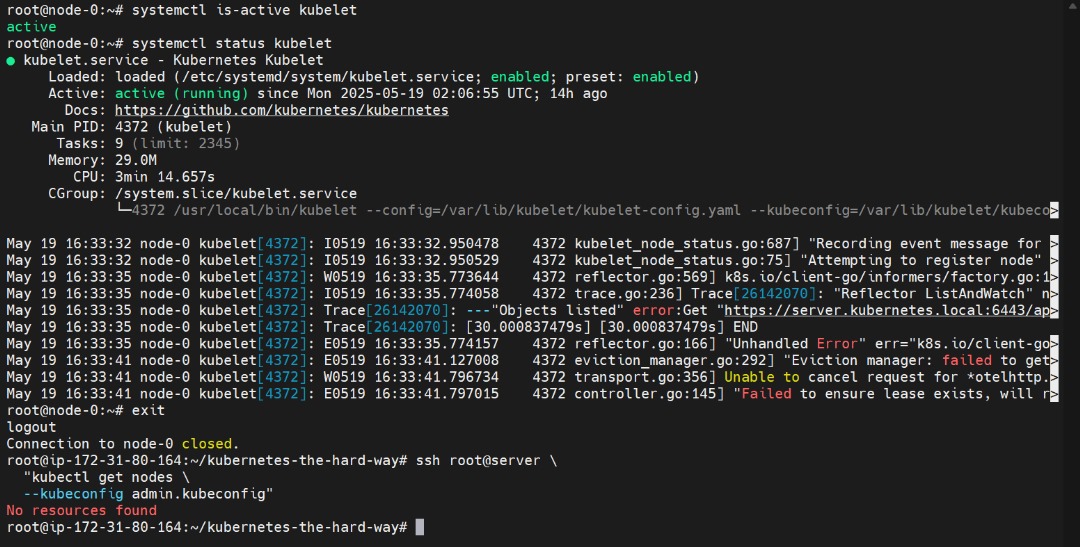 root@node-0:~# systemctl is-active kubelet
active
root@node-0:~# systemctl status kubelet
● kubelet.service - Kubernetes Kubelet
     Loaded: loaded (/etc/systemd/system/kubelet.service; enabled; preset: enabled)
     Active: active (running) since Mon 2025-05-19 02:06:55 UTC; 14h ago
       Docs: https://github.com/kubernetes/kubernetes
   Main PID: 4372 (kubelet)
      Tasks: 9 (limit: 2345)
     Memory: 29.0M
        CPU: 3min 14.657s
     CGroup: /system.slice/kubelet.service
             └─4372 /usr/local/bin/kubelet --config=/var/lib/kubelet/kubelet-config.yaml --kubeconfig=/var/lib/kubelet/kubeco>
May 19 16:33:32 node-0 kubelet[4372]: I0519 16:33:32.950478    4372 kubelet_node_status.go:687] "Recording event message for >
May 19 16:33:32 node-0 kubelet[4372]: I0519 16:33:32.950529    4372 kubelet_node_status.go:75] "Attempting to register node" >
May 19 16:33:35 node-0 kubelet[4372]: W0519 16:33:35.773644    4372 reflector.go:569] k8s.io/client-go/informers/factory.go:1>
May 19 16:33:35 node-0 kubelet[4372]: I0519 16:33:35.774058    4372 trace.go:236] Trace[26142070]: "Reflector ListAndWatch" n>
May 19 16:33:35 node-0 kubelet[4372]: Trace[26142070]: ---"Objects listed" error:Get "https://server.kubernetes.local:6443/ap>
May 19 16:33:35 node-0 kubelet[4372]: Trace[26142070]: [30.000837479s] [30.000837479s] END
May 19 16:33:35 node-0 kubelet[4372]: E0519 16:33:35.774157    4372 reflector.go:166] "Unhandled Error" err="k8s.io/client-go>
May 19 16:33:41 node-0 kubelet[4372]: E0519 16:33:41.127008    4372 eviction_manager.go:292] "Eviction manager: failed to get>
May 19 16:33:41 node-0 kubelet[4372]: W0519 16:33:41.796734    4372 transport.go:356] Unable to cancel request for *otelhttp.>
May 19 16:33:41 node-0 kubelet[4372]: E0519 16:33:41.797015    4372 controller.go:145] "Failed to ensure lease exists, will r>
root@node-0:~# exit
logout
Connection to node-0 closed.
root@ip-172-31-80-164:~/kubernetes-the-hard-way# ssh root@server \
  "kubectl get nodes \
  --kubeconfig admin.kubeconfig"
No resources found
root@ip-172-31-80-164:~/kubernetes-the-hard-way#